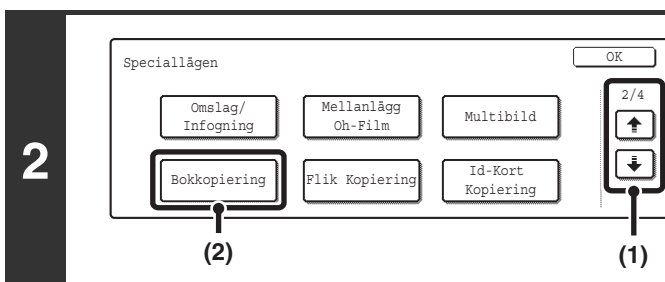 2
Speciallägen
OK
2/4
Omslag/
Infogning
Mellanlägg
Oh-Film
Multibild
Bokkopiering
Flik Kopiering
Id-Kort
Kopiering
(2)
(1)